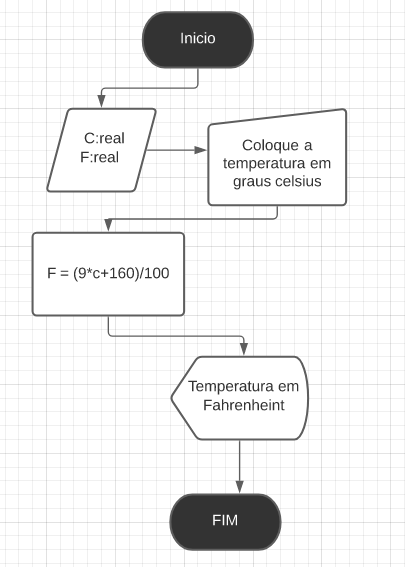 Inicio
C:real
F:real
Coloque a
temperatura em
graus celsius
F = (9*c+160)/100
Temperatura em
Fahrenheint
FIM